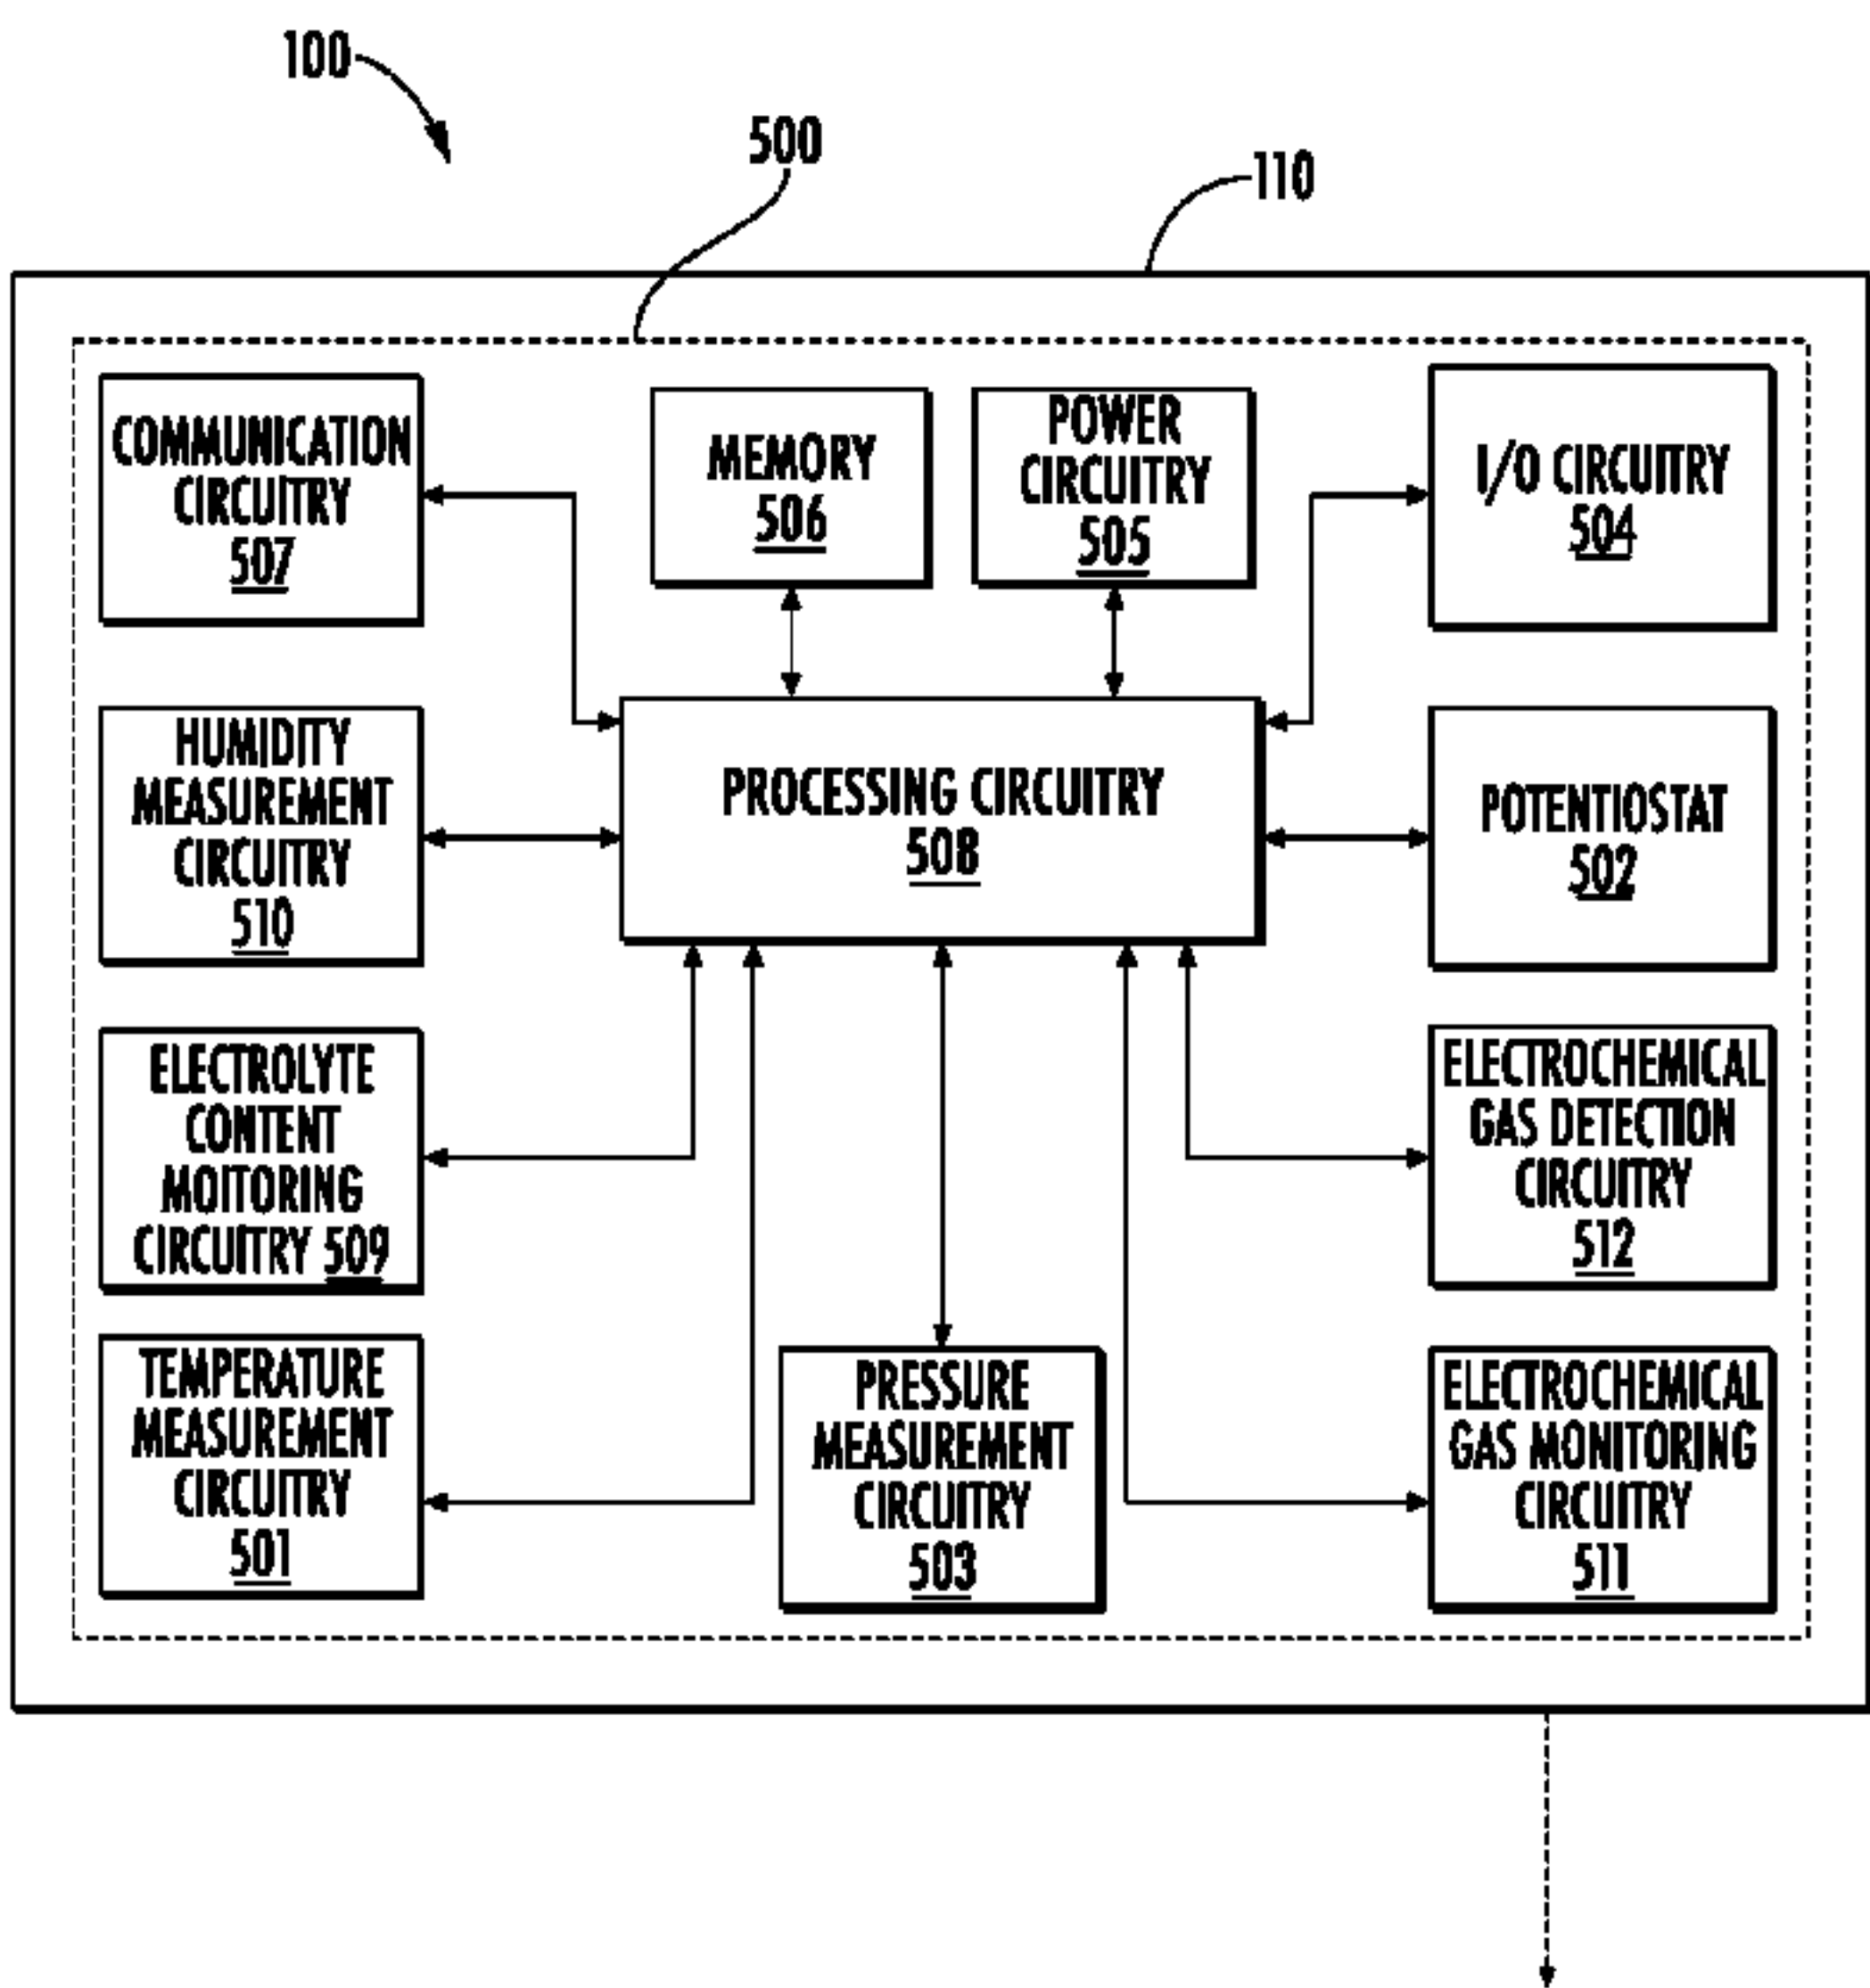 100
500
110
COMMUNICATION
CIRCUITRY
507
MEMORY
506
POWER
CIRCUITRY
505
I/O CIRCUITRY
504
HUMIDITY
MEASUREMENT
CIRCUITRY
510
PROCESSING CIRCUITRY
508
POTENTIOSTAT
502
ELECTROLYTE
CONTENT
MOITORING
CIRCUITRY 509
ELECTROCHEMICAL
GAS DETECTION
CIRCUITRY
512
TEMPERATURE
MEASUREMENT
CIRCUITRY
501
PRESSURE
MEASUREMENT
CIRCUITRY
503
ELECTROCHEMICAL
GAS MONITORING
CIRCUITRY
511